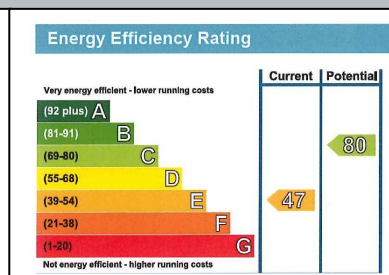 Energy Efficiency Rating
Current Potential
Very energy efficient - lower running costs
(92 plus) A
(81-91) B
(69-80) C
80
(55-68) D
(39-54) E
47
(21-38) F
(1-20) G
Not energy efficient - higher running costs